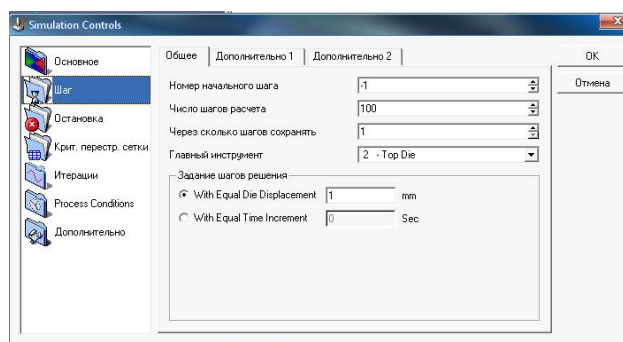 Simulation Controls
Основное
Шаг
Остановка
Крит. перестр. сетки
Итерации
Process Conditions
Дополнительно
Общее
Дополнительно 1
Дополнительно 2
Номер начального шага
-1
Число шагов расчета
100
Через сколько шагов сохранять
1
Главный инструмент
2 - Top Die
Задание шагов решения
With Equal Die Displacement
1
mm
With Equal Time Increment
0
Sec
OK
Отмена